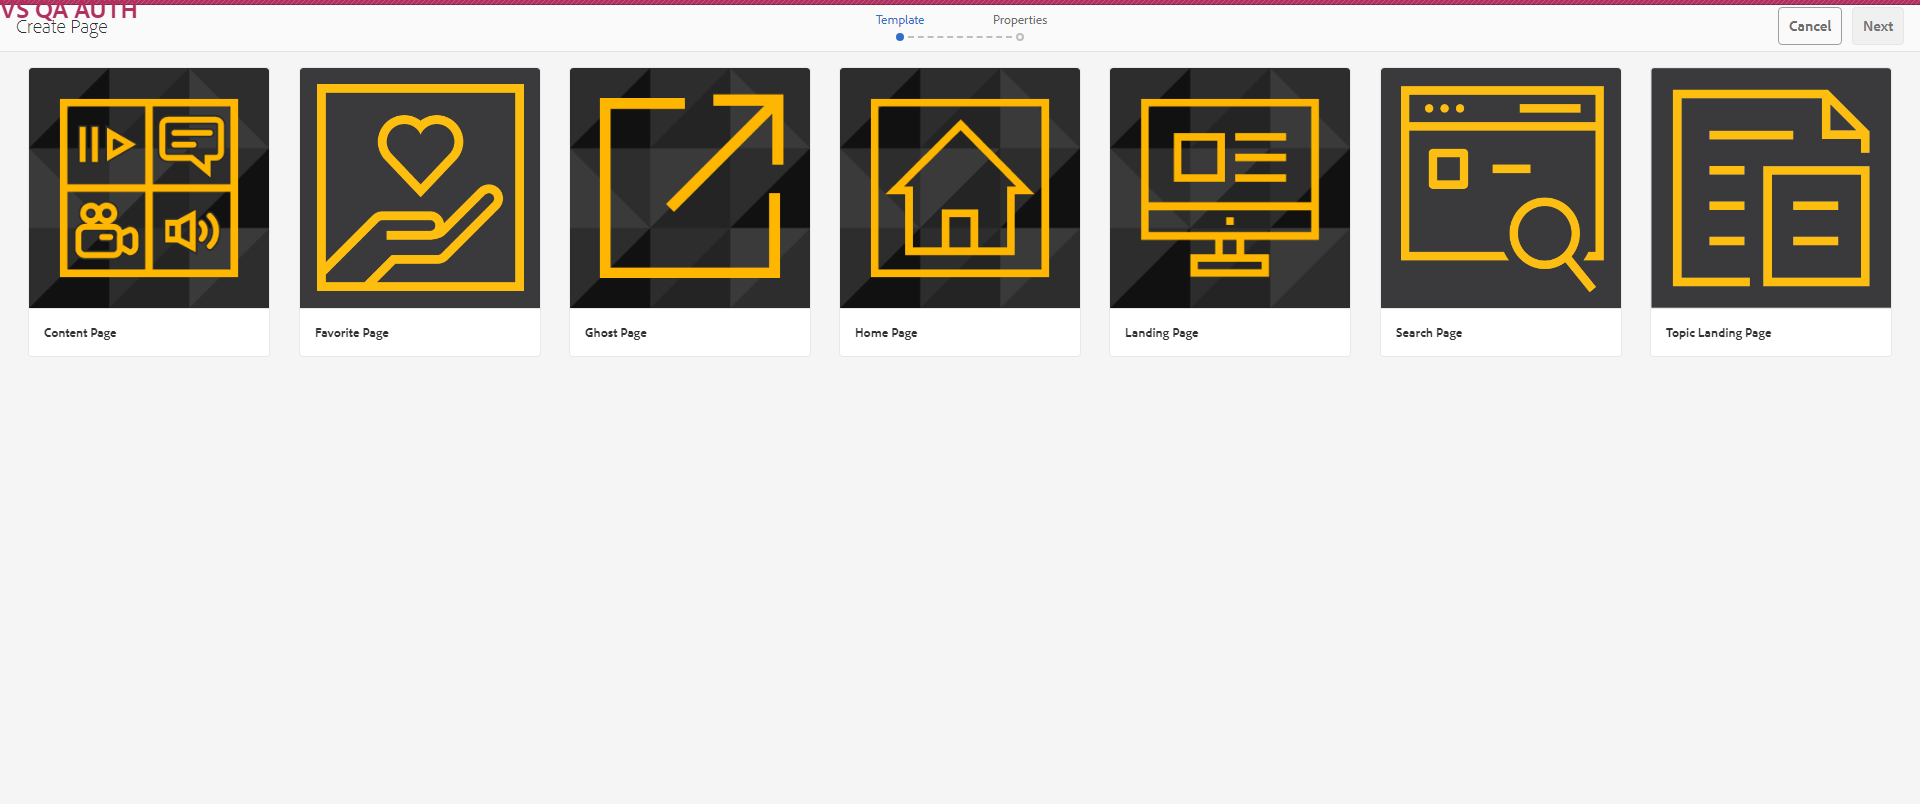 VS QA AUTH
Create Page
Template
Properties
Cancel
Next
Content Page
Favorite Page
Ghost Page
Home Page
Landing Page
Search Page
Topic Landing Page